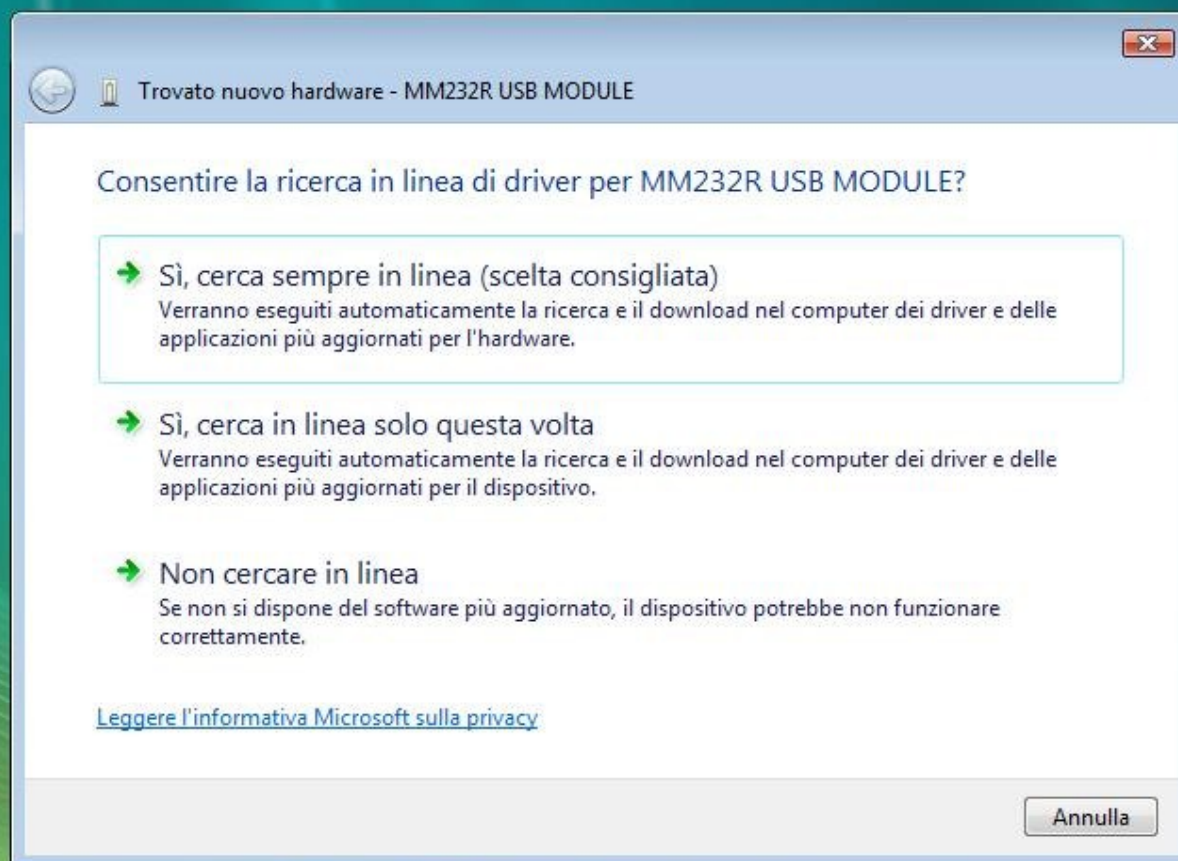 Trovato nuovo hardware - MM232R USB MODULE
Consentire la ricerca in linea di driver per MM232R USB MODULE?
Sì, cerca sempre in linea (scelta consigliata)
Verranno eseguiti automaticamente la ricerca e il download nel computer dei driver e delle
applicazioni più aggiornati per l'hardware.
Sì, cerca in linea solo questa volta
Verranno eseguiti automaticamente la ricerca e il download nel computer dei driver e delle
applicazioni più aggiornati per il dispositivo.
Non cercare in linea
Se non si dispone del software più aggiornato, il dispositivo potrebbe non funzionare
correttamente.
Leggere l'informativa Microsoft sulla privacy
Annulla